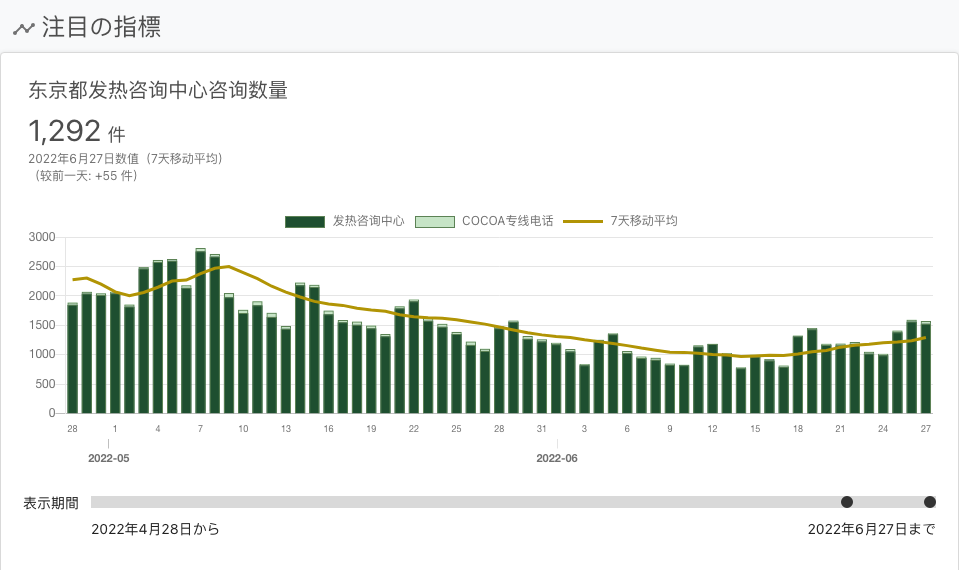 注目の指標
东京都发热咨询中心咨询数量
1,292 件
2022年6月27日数值（7天移动平均）
（较前一天: +55 件）
发热咨询中心 COCOA专线电话 7天移动平均
3000
2500
2000
1500
1000
500
0
28 1 4 7 10 13 16 19 22 25 28 31 3 6 9 12 15 18 21 24 27
2022-05 2022-06
表示期間
2022年4月28日から 2022年6月27日まで